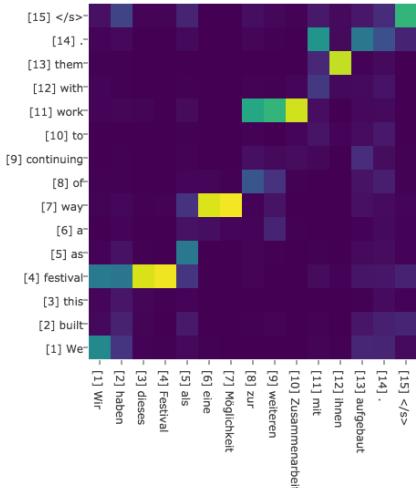 [15] </s>
[14] .
[13] them
[12] with
[11] work
[10] to
[9] continuing
[8] of
[7] way
[6] a
[5] as
[4] festival
[3] this
[2] built
[1] We
[1] Wir
[2] haben
[3] dieses
[4] Festival
[5] als
[6] eine
[7] Möglichkeit
[8] zur
[9] weiteren
[10] Zusammenarbeit
[11] mit
[12] ihnen
[13] aufgebaut
[14] .
[15] </s>